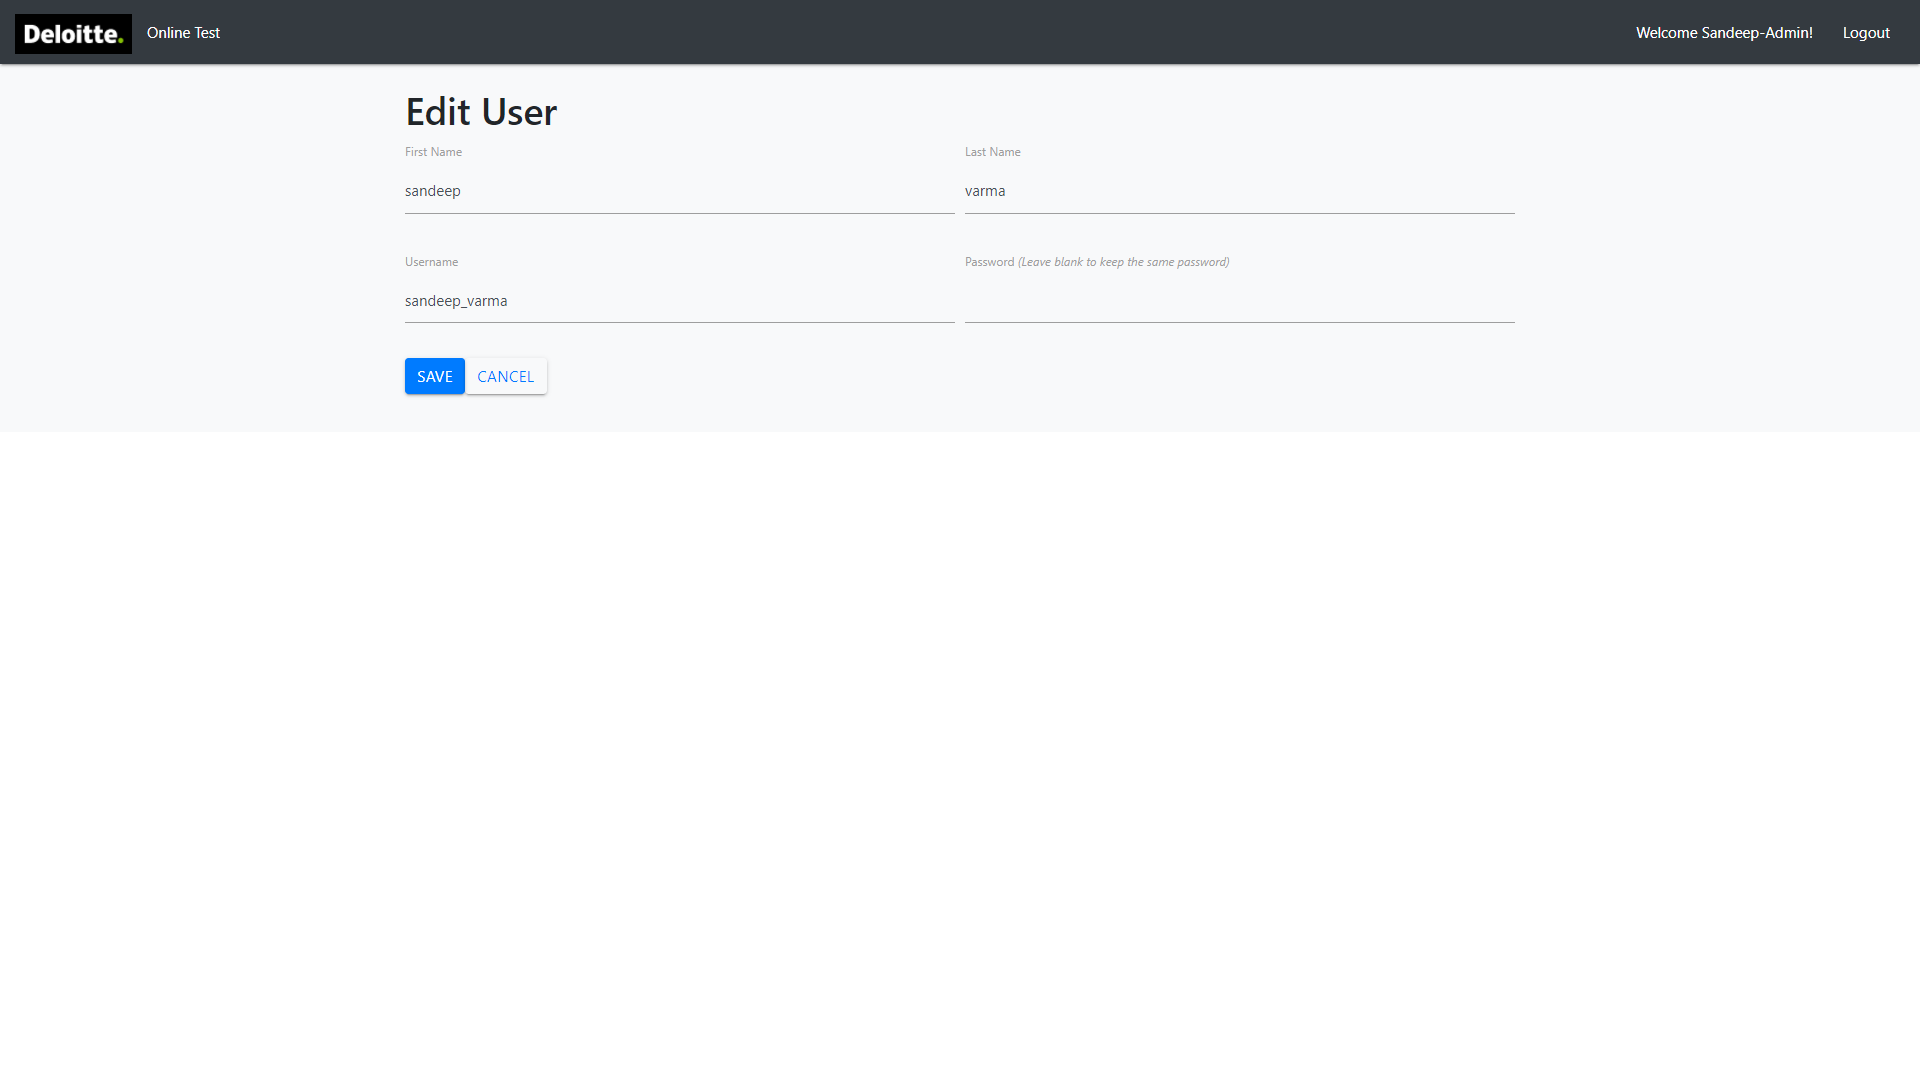 Deloitte. Online Test Welcome Sandeep-Admin! Logout
Edit User
First Name Last Name
sandeep varma
Username Password (Leave blank to keep the same password)
sandeep_varma
SAVE CANCEL